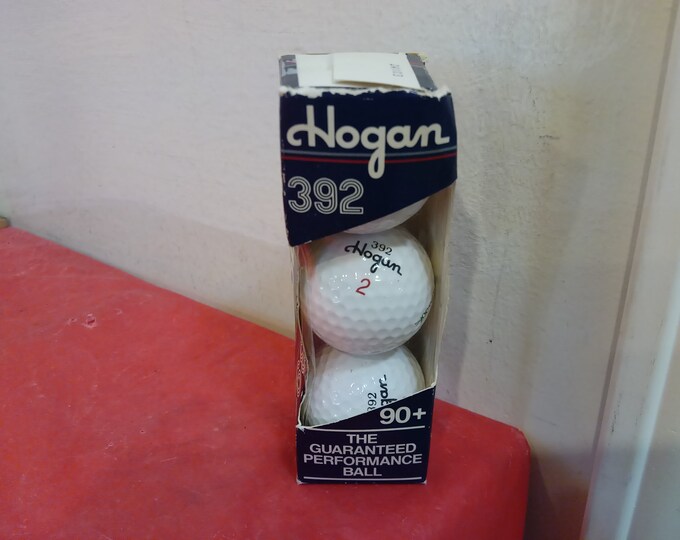 Hogan
392
392
Hogan
2
392
Hogan
90+
THE
GUARANTEED
PERFORMANCE
BALL